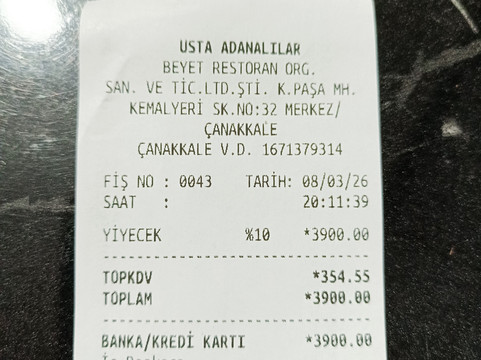 USTA ADANALILAR
BEYET RESTORAN ORG.
SAN. VE TİC.LTD.ŞTİ. K.PAŞA MH.
KEMALYERİ SK.NO:32 MERKEZ/
ÇANAKKALE
ÇANAKKALE V.D. 1671379314
FİŞ NO : 0043 TARİH: 08/03/26
SAAT : 20:11:39
YİYECEK %10 *3900.00
TOPKDV *354.55
TOPLAM *3900.00
BANKA/KREDİ KARTI *3900.00